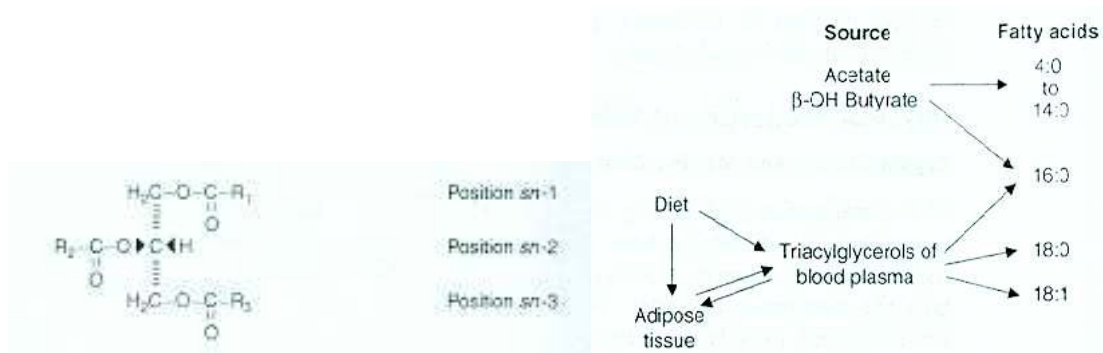 H₂C-O-C-R₁
O
Position sn-1
R₂-C-O C H
O
Position sn-2
H₂C-O-C-R₃
O
Position sn-3
Source
Fatty acids
Acetate
β-OH Butyrate
4:0
to
14:0
16:0
Diet
Triacylglycerols of
blood plasma
18:0
18:1
Adipose
tissue